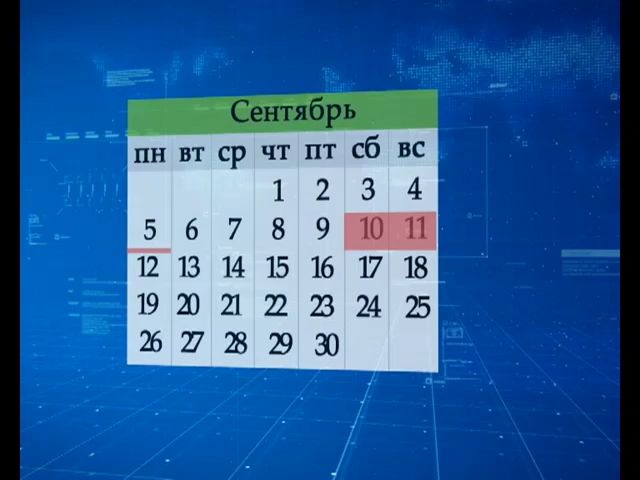 Сентябрь
пн вт ср чт пт сб вс
1 2 3 4
5 6 7 8 9 10 11
12 13 14 15 16 17 18
19 20 21 22 23 24 25
26 27 28 29 30